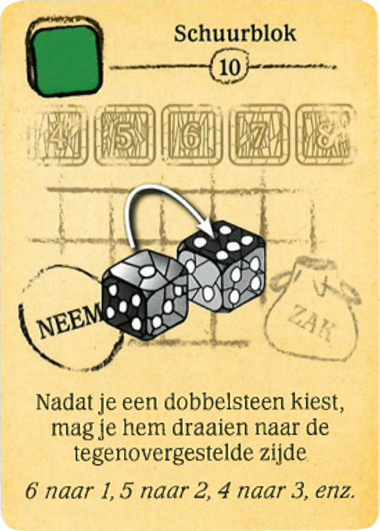 Schuurblok
10
4 5 6 7 8
NEEM
ZAK
Nadat je een dobbelsteen kiest,
mag je hem draaien naar de
tegenovergestelde zijde
6 naar 1, 5 naar 2, 4 naar 3, enz.